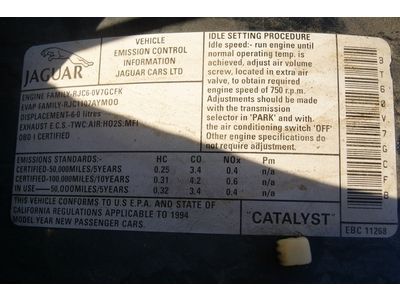 JAGUAR
VEHICLE
EMISSION CONTROL
INFORMATION
JAGUAR CARS LTD
ENGINE FAMILY-RJC6·0V7GCFK
EVAP FAMILY-RJC1107AYMOO
DISPLACEMENT-6·0 litres
EXHAUST E.C.S.-TWC:AIR:HO2S:MFI
OBD·I CERTIFIED
IDLE SETTING PROCEDURE
Idle speed:- run engine until
normal operating temp. is
achieved, adjust air volume
screw, located in extra air
valve, to obtain required
engine speed of 750 r.p.m.
Adjustments should be
made with the transmission
selector in 'PARK' and with
the air conditioning switch 'OFF'
Other engine specifications do
not require adjustment.
EMISSIONS STANDARDS: HC CO NOx Pm
CERTIFIED-50,000MILES/5YEARS 0.25 3.4 0.4 n/a
CERTIFIED-100,000MILES/10YEARS 0.31 4.2 0.6 n/a
IN-USE—50,000MILES/5YEARS 0.32 3.4 0.4 n/a
THIS VEHICLE CONFORMS TO U.S E.P.A. AND STATE OF
CALIFORNIA REGULATIONS APPLICABLE TO 1994
MODEL YEAR NEW PASSENGER CARS.
"CATALYST"
EBC 11268